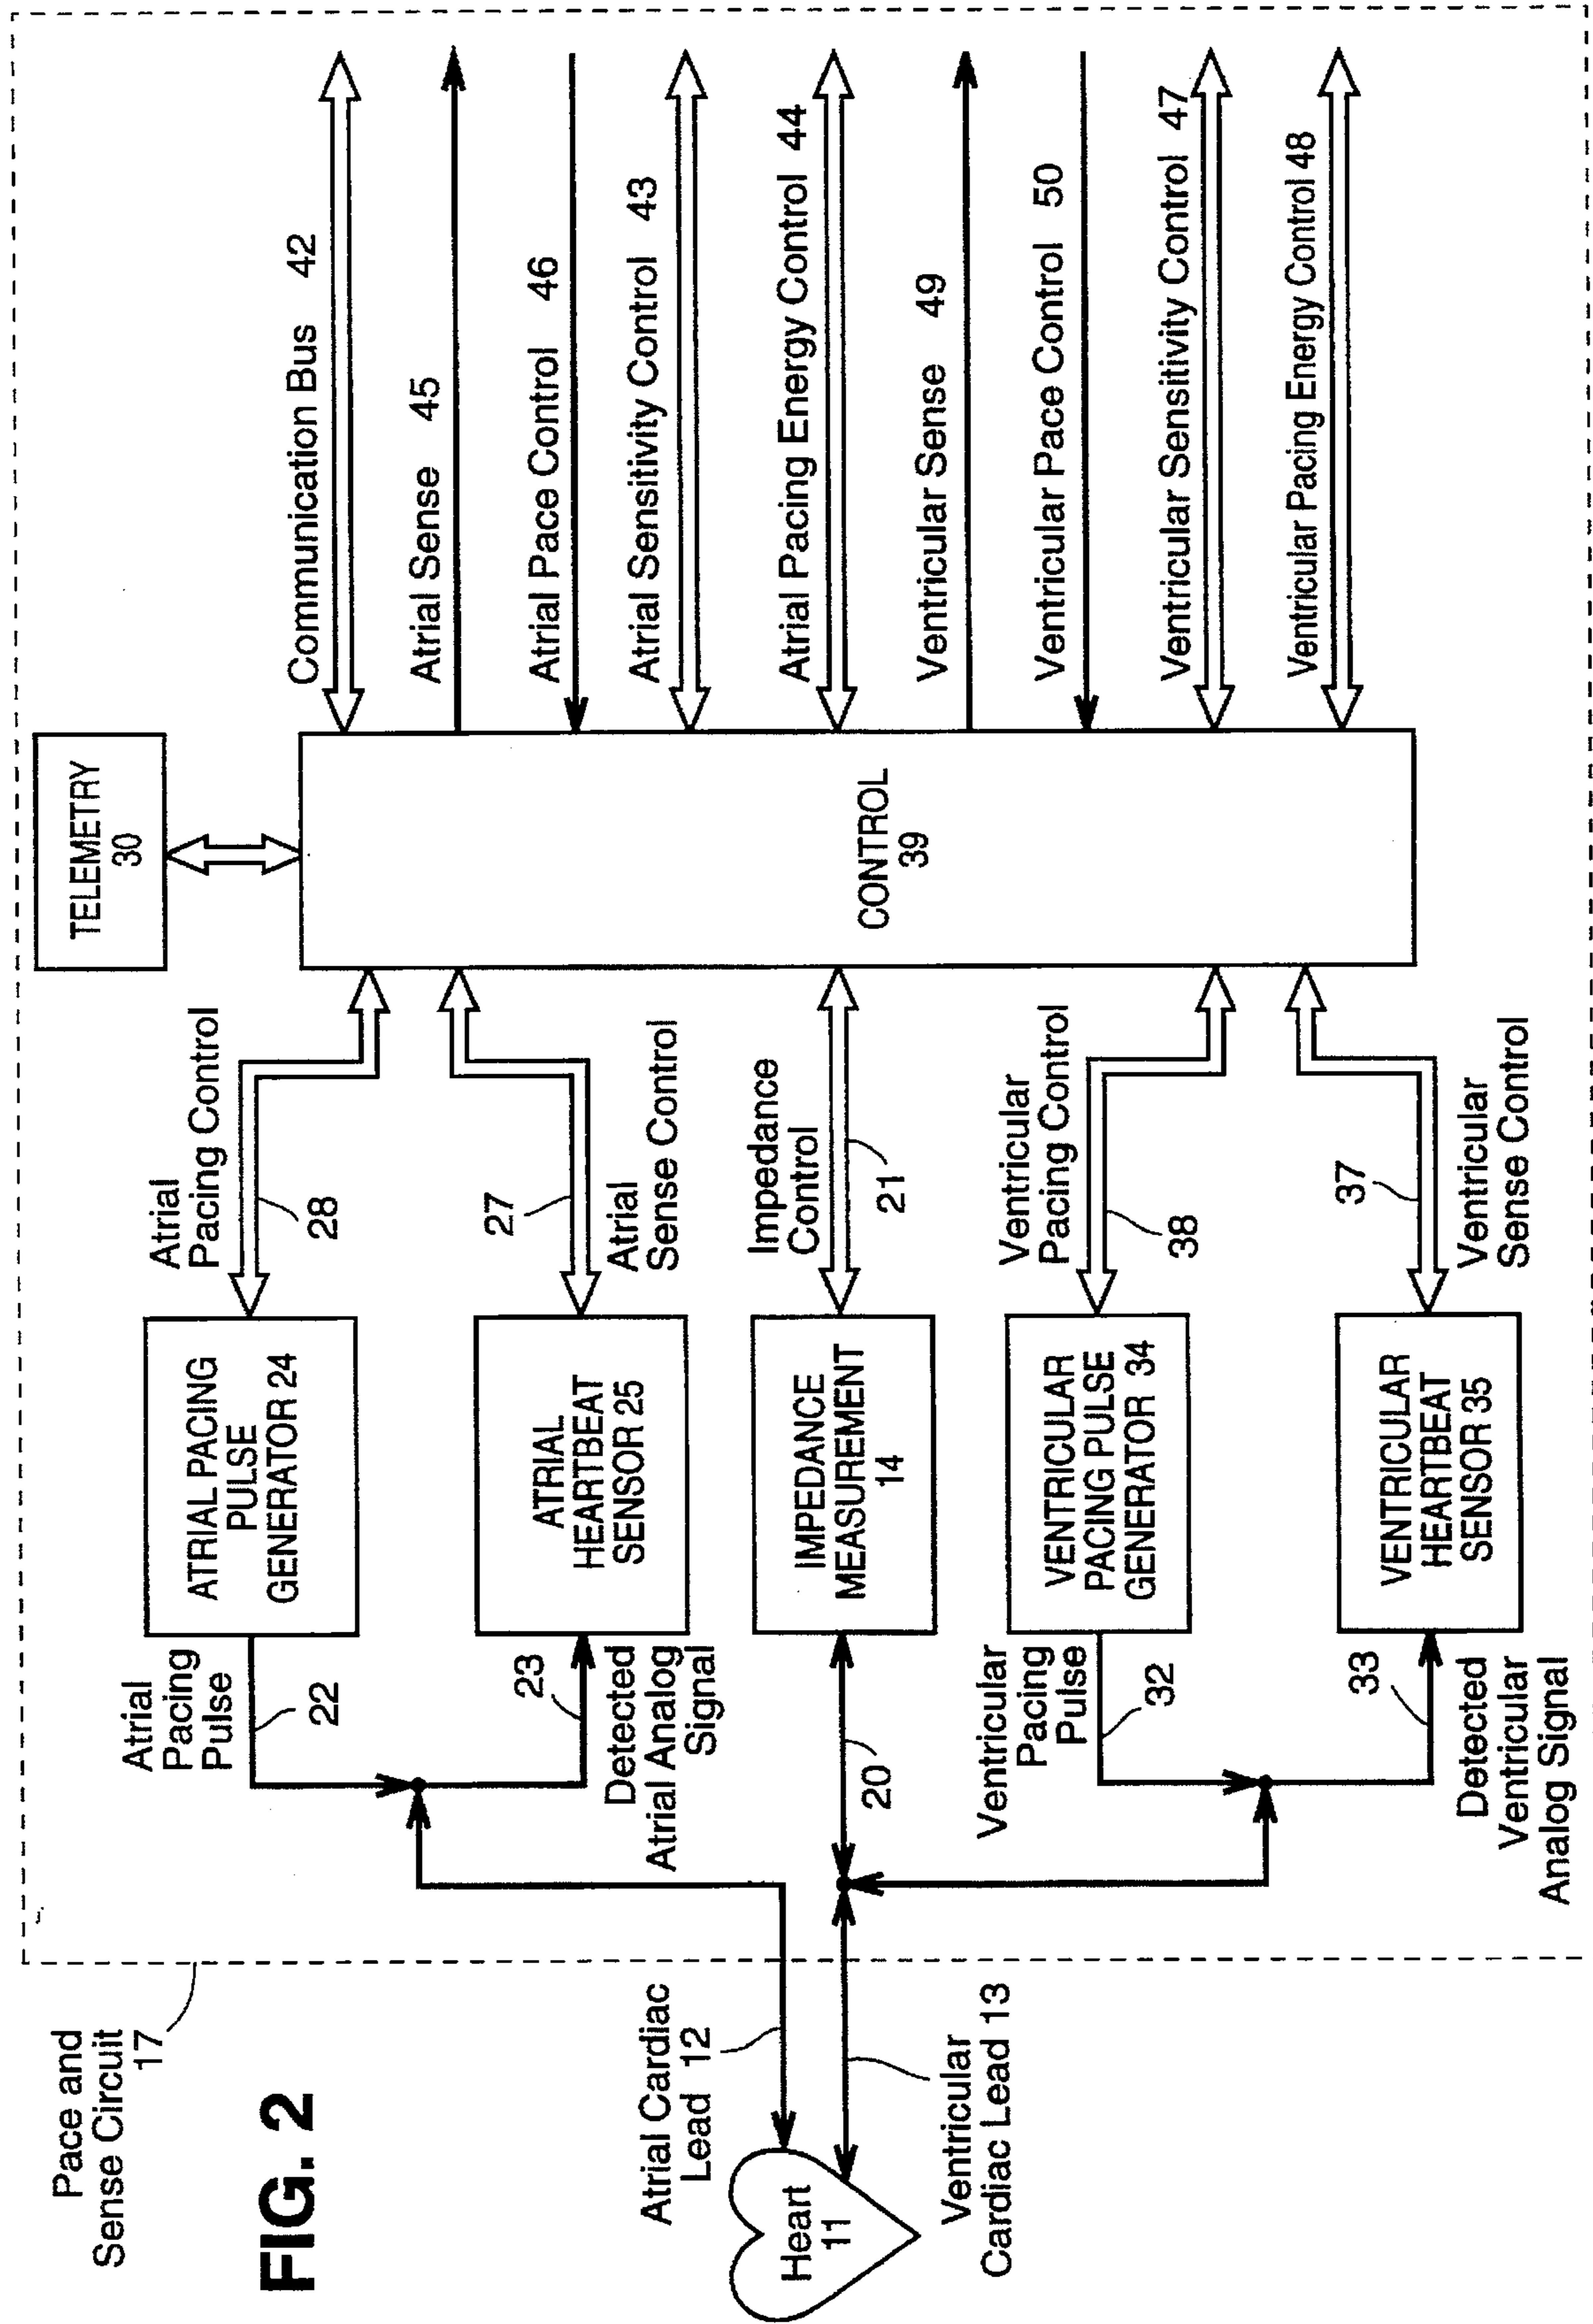 Pace and
Sense Circuit
17
FIG. 2
Heart
11
Atrial Cardiac
Lead 12
Ventricular
Cardiac Lead 13
Atrial
Pacing
Pulse
22
23
Detected
Atrial Analog
Signal
20
Ventricular
Pacing
Pulse
32
33
Detected
Ventricular
Analog Signal
ATRIAL PACING
PULSE
GENERATOR 24
ATRIAL
HEARTBEAT
SENSOR 25
IMPEDANCE
MEASUREMENT
14
VENTRICULAR
PACING PULSE
GENERATOR 34
VENTRICULAR
HEARTBEAT
SENSOR 35
Atrial
Pacing Control
28
27
Atrial
Sense Control
Impedance
Control
21
Ventricular
Pacing Control
38
37
Ventricular
Sense Control
TELEMETRY
30
CONTROL
39
Communication Bus 42
Atrial Sense 45
Atrial Pace Control 46
Atrial Sensitivity Control 43
Atrial Pacing Energy Control 44
Ventricular Sense 49
Ventricular Pace Control 50
Ventricular Sensitivity Control 47
Ventricular Pacing Energy Control 48